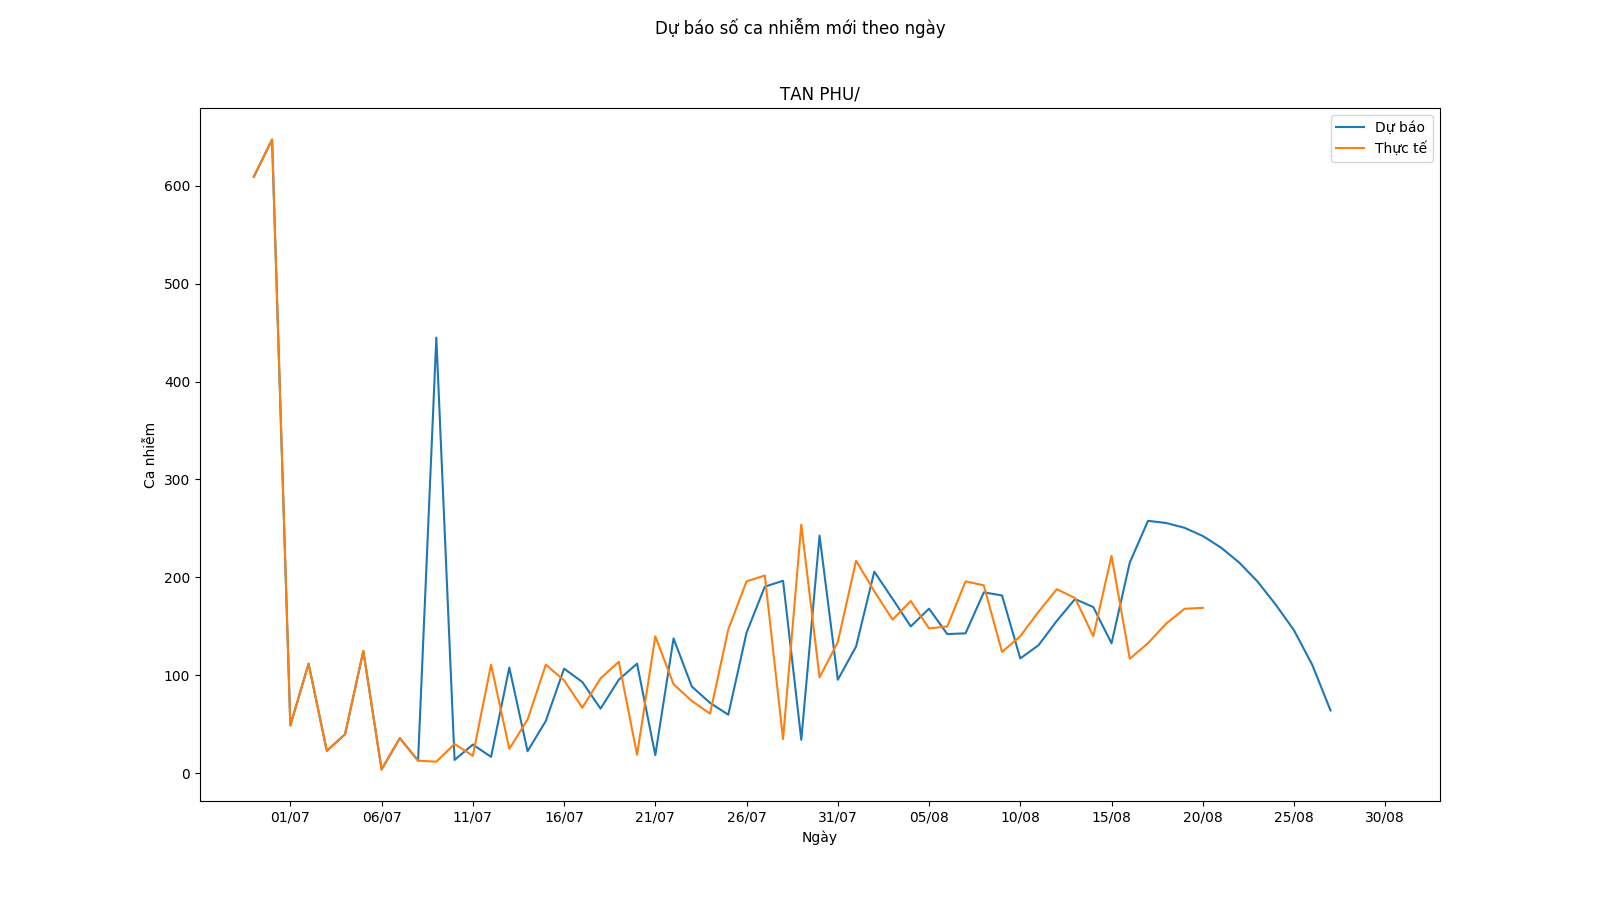 Dự báo số ca nhiễm mới theo ngày
TAN PHU/
Dự báo
Thực tế
600
500
400
300
200
100
0
Ca nhiễm
01/07 06/07 11/07 16/07 21/07 26/07 31/07 05/08 10/08 15/08 20/08 25/08 30/08
Ngày